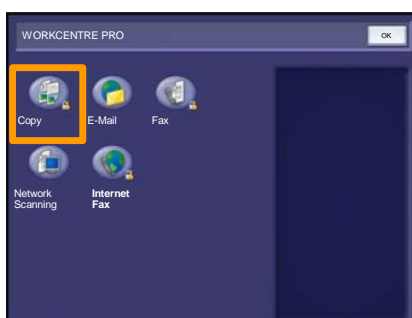 WORKCENTRE PRO
OK
Copy
E-Mail
Fax
Network
Scanning
Internet
Fax